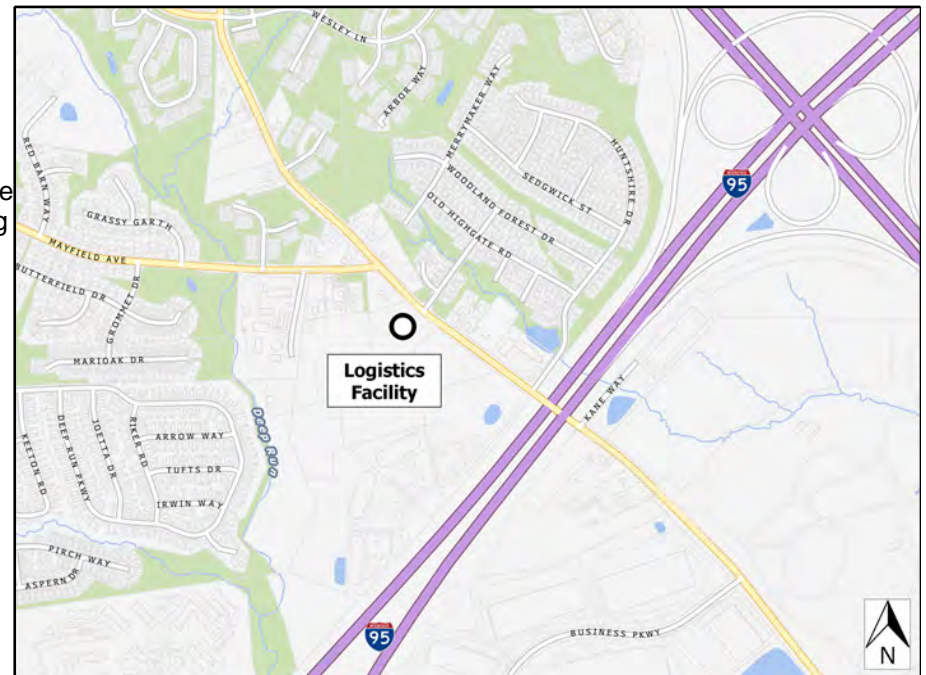 WESLEY LN
ARBOR WAY
MERRYMAKER WAY
HUNTSHIRE DR
SEDGWICK ST
WOODLAND FOREST DR
OLD HIGHGATE RD
95
RED BARN WAY
e
g
GRASSY GARTH
MAYFIELD AVE
BUTTERFIELD DR
GROMMET DR
MARIOAK DR
Logistics
Facility
KANE WAY
Deep Run
KEETON RD
DEEP RUN PKWY
JOETTA DR
RIKER RD
ARROW WAY
TUFTS DR
IRWIN WAY
PIRCH WAY
ASPERN DR
95
BUSINESS PKWY
N